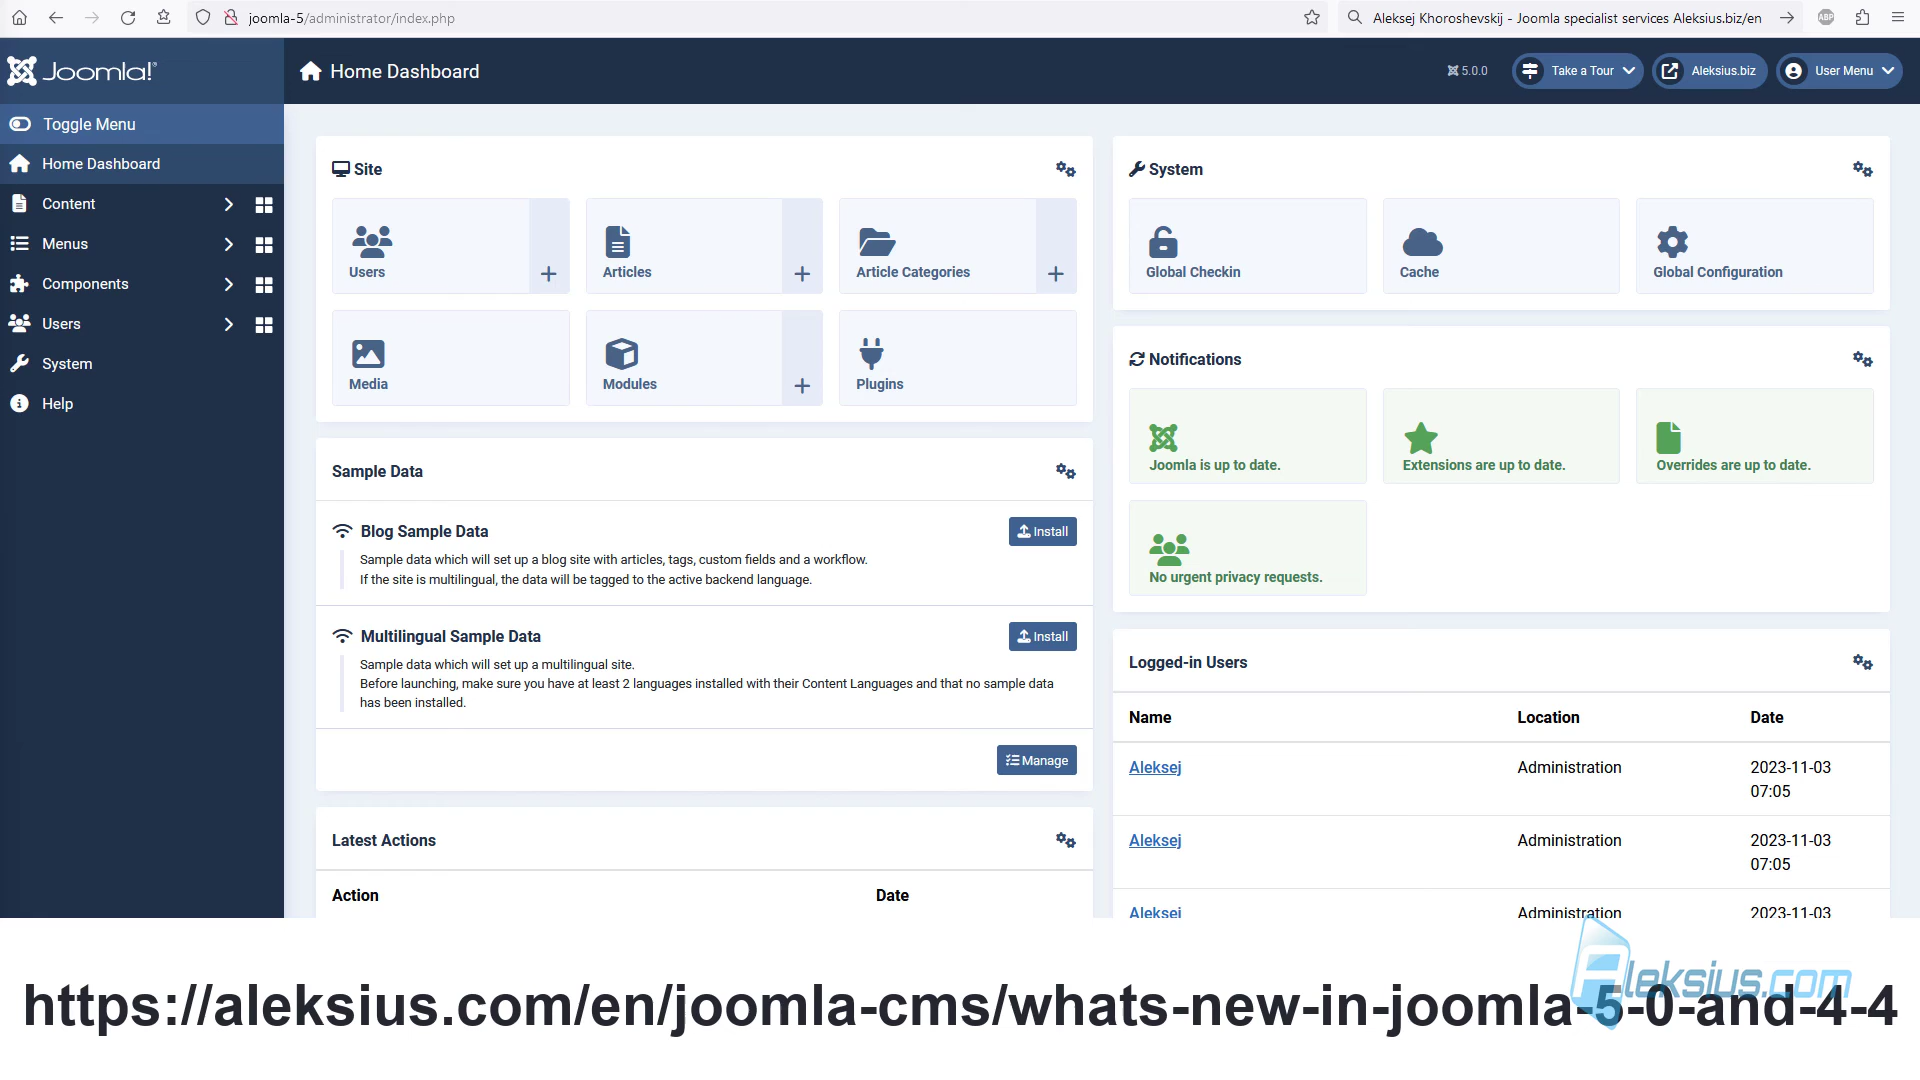 joomla-5/administrator/index.php
Aleksej Khoroshevskij - Joomla specialist services Aleksius.biz/en
ABP
Joomla!®
Home Dashboard
5.0.0
Take a Tour
Aleksius.biz
User Menu
Toggle Menu
Home Dashboard
Content
Menus
Components
Users
System
Help
Site
Users
Articles
Article Categories
Media
Modules
Plugins
Sample Data
Blog Sample Data
Install
Sample data which will set up a blog site with articles, tags, custom fields and a workflow.
If the site is multilingual, the data will be tagged to the active backend language.
Multilingual Sample Data
Install
Sample data which will set up a multilingual site.
Before launching, make sure you have at least 2 languages installed with their Content Languages and that no sample data
has been installed.
Manage
Latest Actions
Action Date
System
Global Checkin
Cache
Global Configuration
Notifications
Joomla is up to date.
Extensions are up to date.
Overrides are up to date.
No urgent privacy requests.
Logged-in Users
Name Location Date
Aleksej Administration 2023-11-03
07:05
Aleksej Administration 2023-11-03
07:05
Aleksej Administration 2023-11-03
Aleksius.com
https://aleksius.com/en/joomla-cms/whats-new-in-joomla-5-0-and-4-4